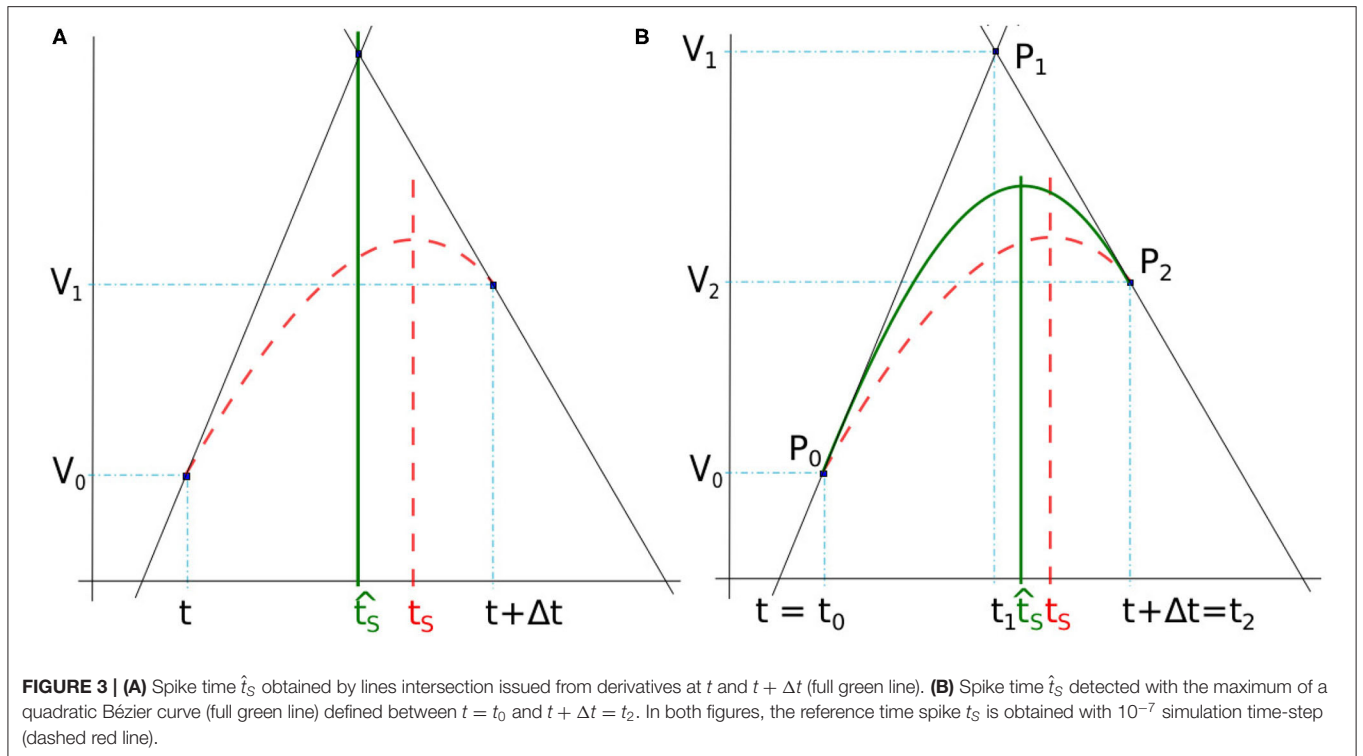 A
V₁
V₀
t
t̂ₛ
tₛ
t+Δt
B
V₁
P₁
V₂
P₂
P₀
V₀
t = t₀
t₁
t̂ₛ
tₛ
t+Δt=t₂
FIGURE 3 | (A) Spike time t̂_S obtained by lines intersection issued from derivatives at t and t + Δt (full green line). (B) Spike time t̂_S detected with the maximum of a
quadratic Bézier curve (full green line) defined between t = t₀ and t + Δt = t₂. In both figures, the reference time spike t_S is obtained with 10⁻⁷ simulation time-step
(dashed red line).